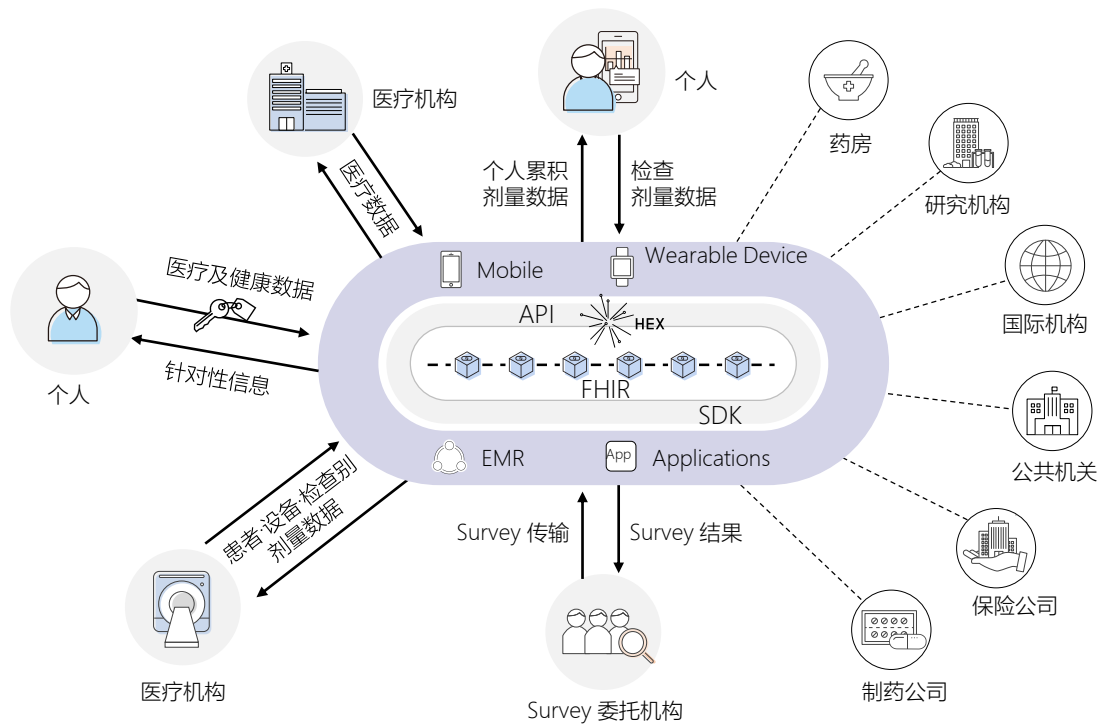 医疗机构
个人
药房
研究机构
国际机构
公共机关
保险公司
制药公司
医疗数据
个人累积
剂量数据
检查
剂量数据
个人
医疗及健康数据
针对性信息
Mobile
Wearable Device
API
HEX
FHIR
SDK
EMR
App
Applications
患者·设备·检查别
剂量数据
医疗机构
Survey 传输
Survey 结果
Survey 委托机构